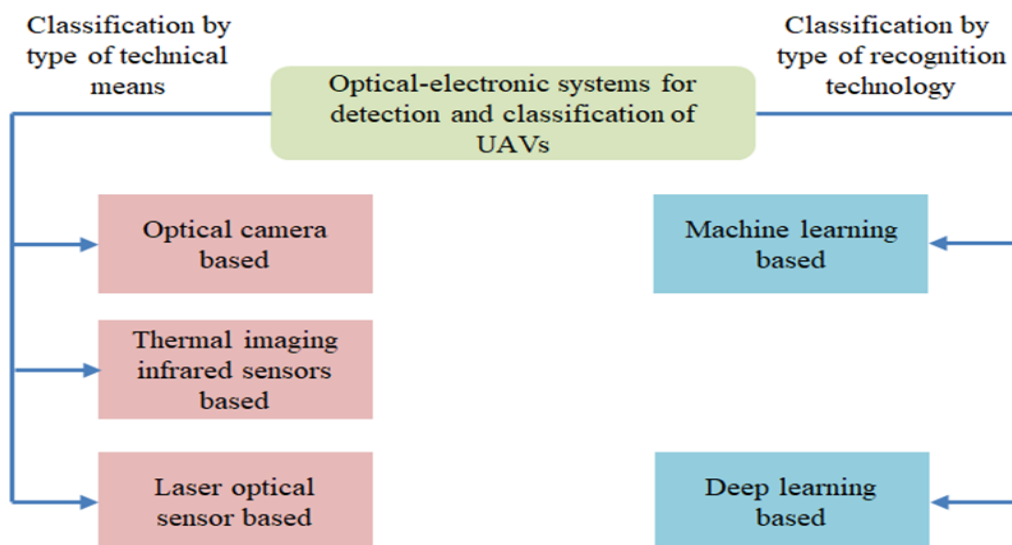 Classification by
type of technical
means
Optical-electronic systems for
detection and classification of
UAVs
Classification by
type of recognition
technology
Optical camera
based
Machine learning
based
Thermal imaging
infrared sensors
based
Laser optical
sensor based
Deep learning
based